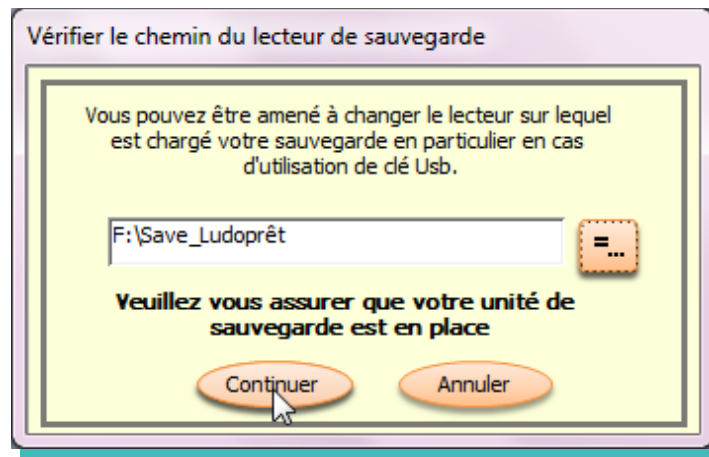 Vérifier le chemin du lecteur de sauvegarde
Vous pouvez être amené à changer le lecteur sur lequel
est chargé votre sauvegarde en particulier en cas
d'utilisation de clé Usb.
F:\Save_Ludoprêt
=...
Veuillez vous assurer que votre unité de
sauvegarde est en place
Continuer
Annuler